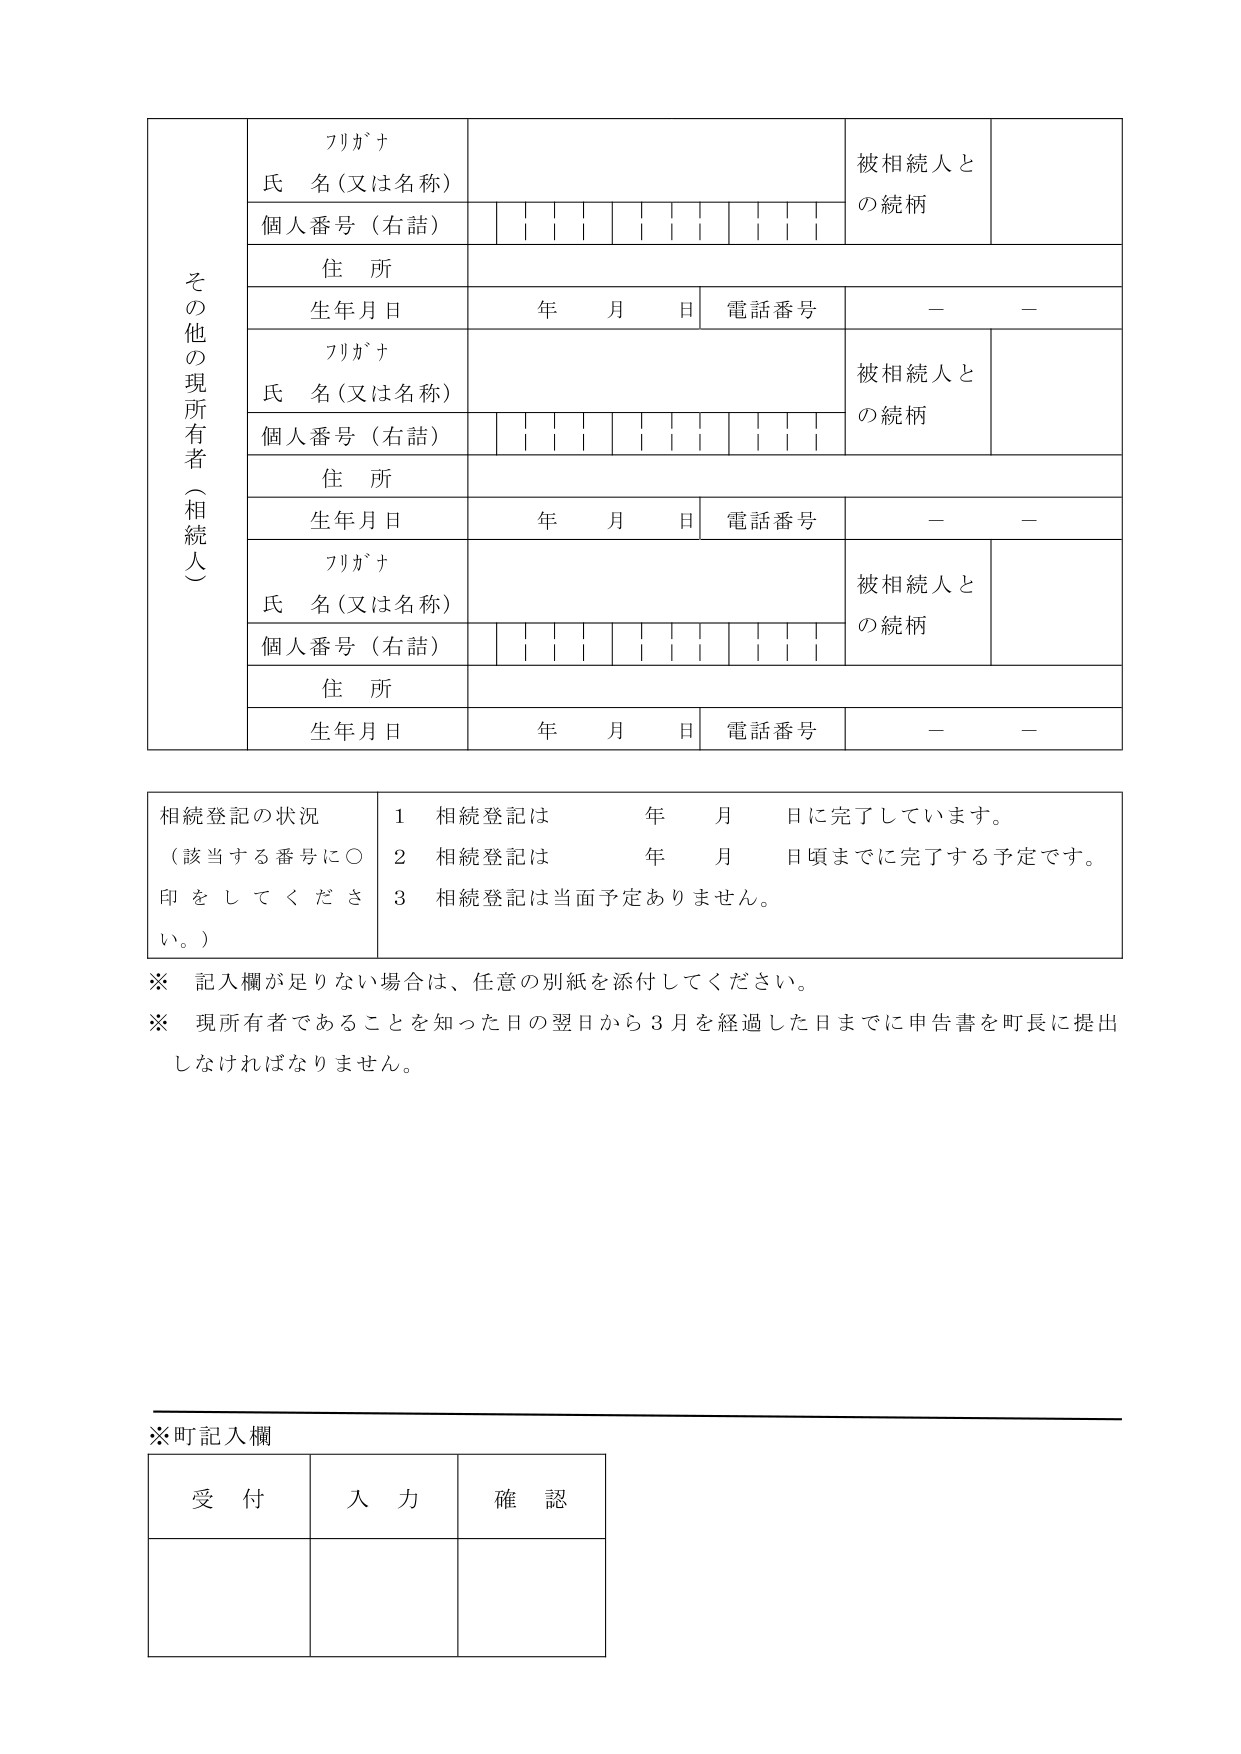 その他の現所有者（相続人）
ﾌﾘｶﾞﾅ
氏　名(又は名称)
被相続人と
の続柄
個人番号（右詰）
住　所
生年月日　年　月　日　電話番号　－　－
ﾌﾘｶﾞﾅ
氏　名(又は名称)
被相続人と
の続柄
個人番号（右詰）
住　所
生年月日　年　月　日　電話番号　－　－
ﾌﾘｶﾞﾅ
氏　名(又は名称)
被相続人と
の続柄
個人番号（右詰）
住　所
生年月日　年　月　日　電話番号　－　－
相続登記の状況
（該当する番号に〇
印をしてくださ
い。）
1　相続登記は　　　　年　　月　　日に完了しています。
2　相続登記は　　　　年　　月　　日頃までに完了する予定です。
3　相続登記は当面予定ありません。
※　記入欄が足りない場合は、任意の別紙を添付してください。
※　現所有者であることを知った日の翌日から３月を経過した日までに申告書を町長に提出
しなければなりません。
※町記入欄
受　付　入　力　確　認